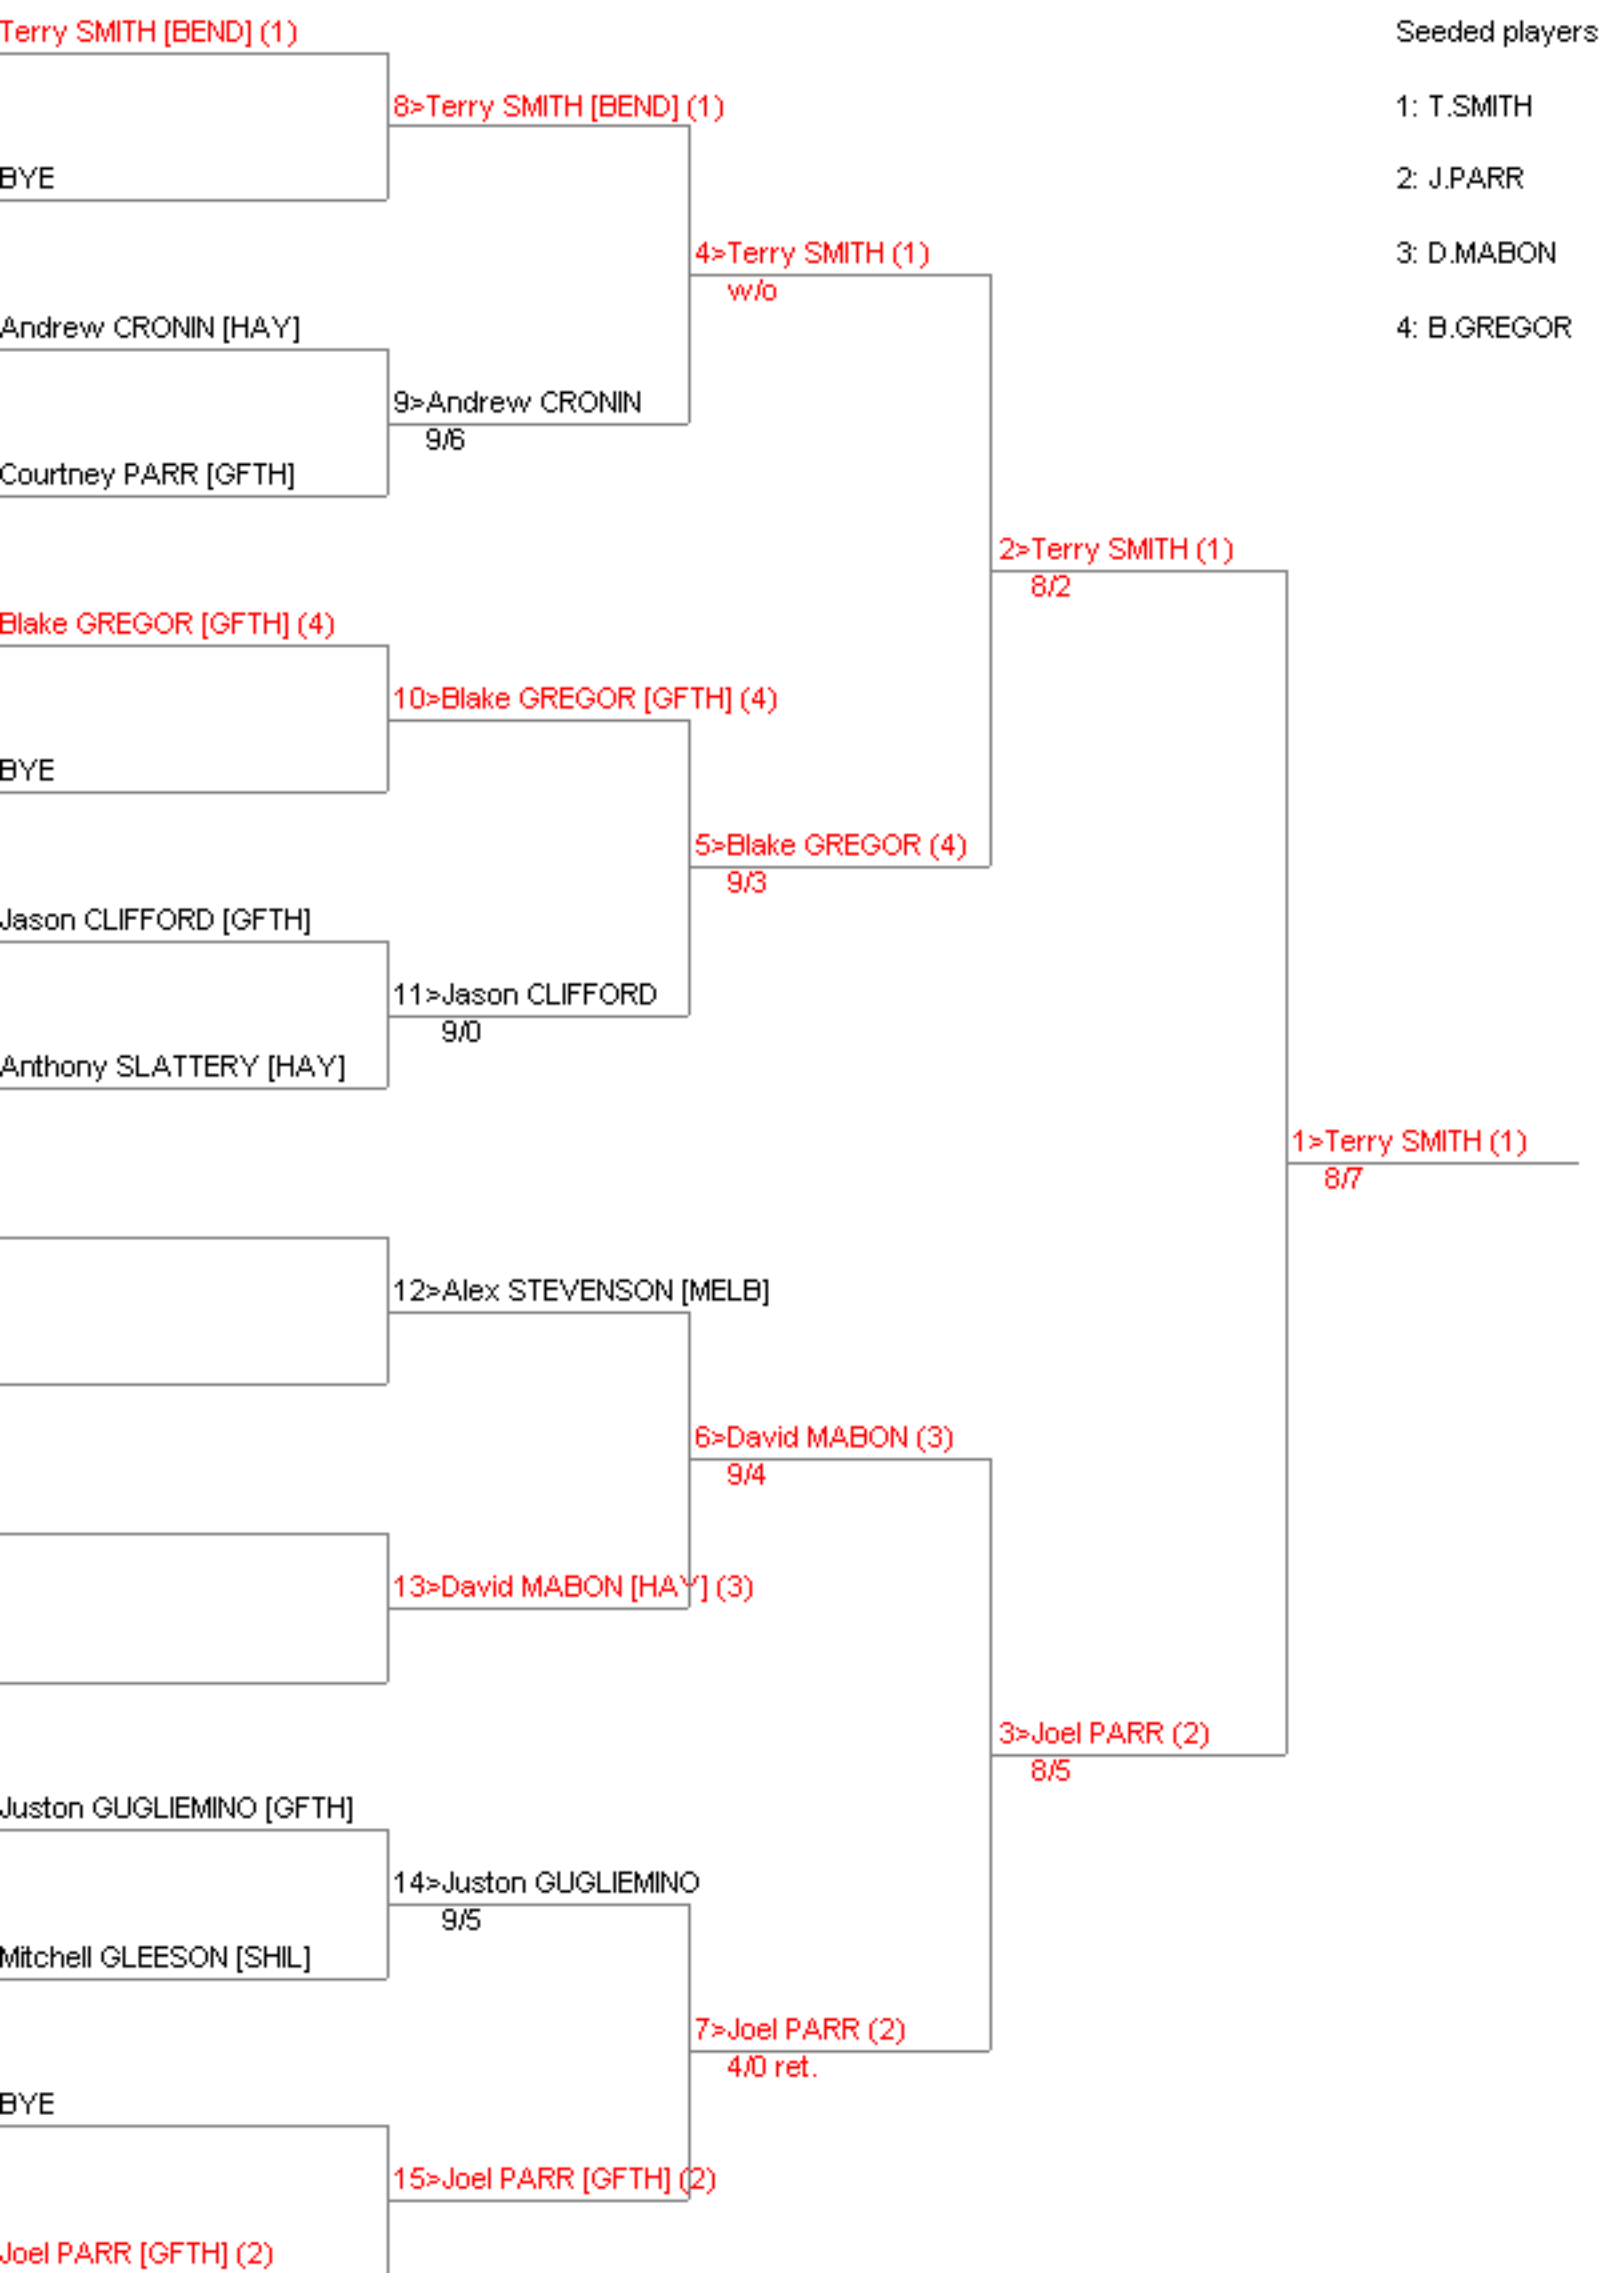 Terry SMITH [BEND] (1)
Seeded players
8>Terry SMITH [BEND] (1)
1: T.SMITH
BYE
2: J.PARR
4>Terry SMITH (1)
3: D.MABON
w/o
Andrew CRONIN [HAY]
4: B.GREGOR
9>Andrew CRONIN
9/6
Courtney PARR [GFTH]
2>Terry SMITH (1)
8/2
Blake GREGOR [GFTH] (4)
10>Blake GREGOR [GFTH] (4)
BYE
5>Blake GREGOR (4)
9/3
Jason CLIFFORD [GFTH]
11>Jason CLIFFORD
9/0
Anthony SLATTERY [HAY]
1>Terry SMITH (1)
8/7
12>Alex STEVENSON [MELB]
6>David MABON (3)
9/4
13>David MABON [HAY] (3)
3>Joel PARR (2)
8/5
Juston GUGLIEMINO [GFTH]
14>Juston GUGLIEMINO
9/5
Mitchell GLEESON [SHIL]
7>Joel PARR (2)
4/0 ret.
BYE
15>Joel PARR [GFTH] (2)
Joel PARR [GFTH] (2)